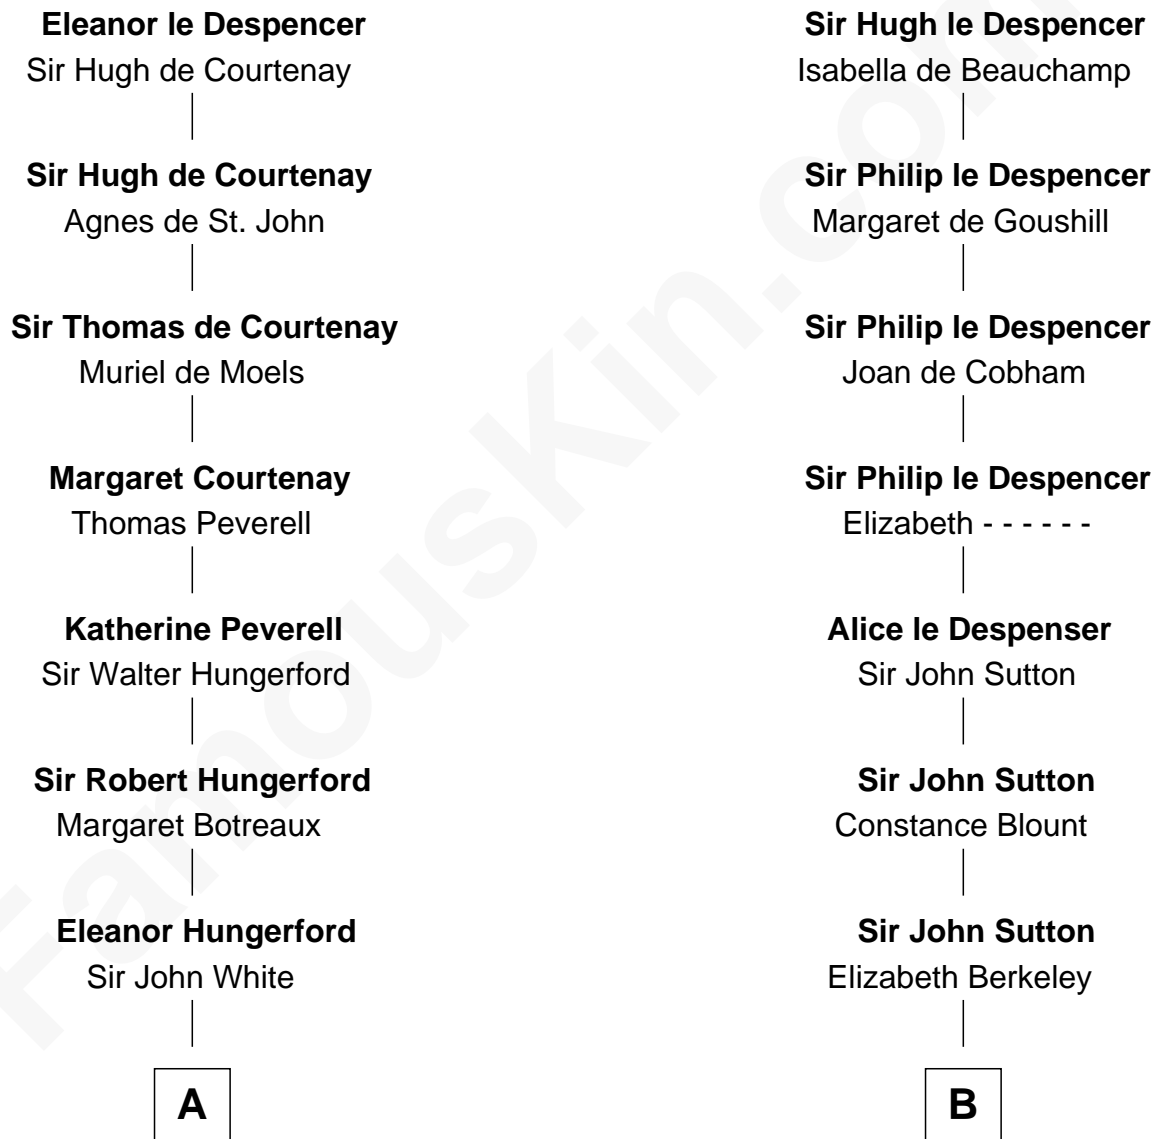 Eleanor le Despencer
Sir Hugh de Courtenay
Sir Hugh de Courtenay
Agnes de St. John
Sir Thomas de Courtenay
Muriel de Moels
Margaret Courtenay
Thomas Peverell
Katherine Peverell
Sir Walter Hungerford
Sir Robert Hungerford
Margaret Botreaux
Eleanor Hungerford
Sir John White
A
Sir Hugh le Despencer
Isabella de Beauchamp
Sir Philip le Despencer
Margaret de Goushill
Sir Philip le Despencer
Joan de Cobham
Sir Philip le Despencer
Elizabeth - - - - - -
Alice le Despenser
Sir John Sutton
Sir John Sutton
Constance Blount
Sir John Sutton
Elizabeth Berkeley
B
FamousKin.com